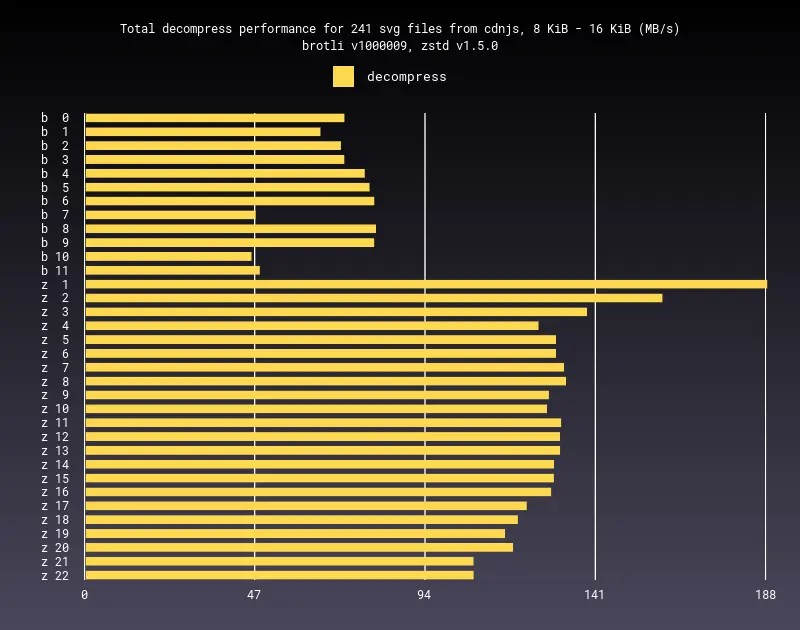 Total decompress performance for 241 svg files from cdnjs, 8 KiB - 16 KiB (MB/s)
brotli v1000009, zstd v1.5.0
decompress
b 0
b 1
b 2
b 3
b 4
b 5
b 6
b 7
b 8
b 9
b 10
b 11
z 1
z 2
z 3
z 4
z 5
z 6
z 7
z 8
z 9
z 10
z 11
z 12
z 13
z 14
z 15
z 16
z 17
z 18
z 19
z 20
z 21
z 22
0 47 94 141 188